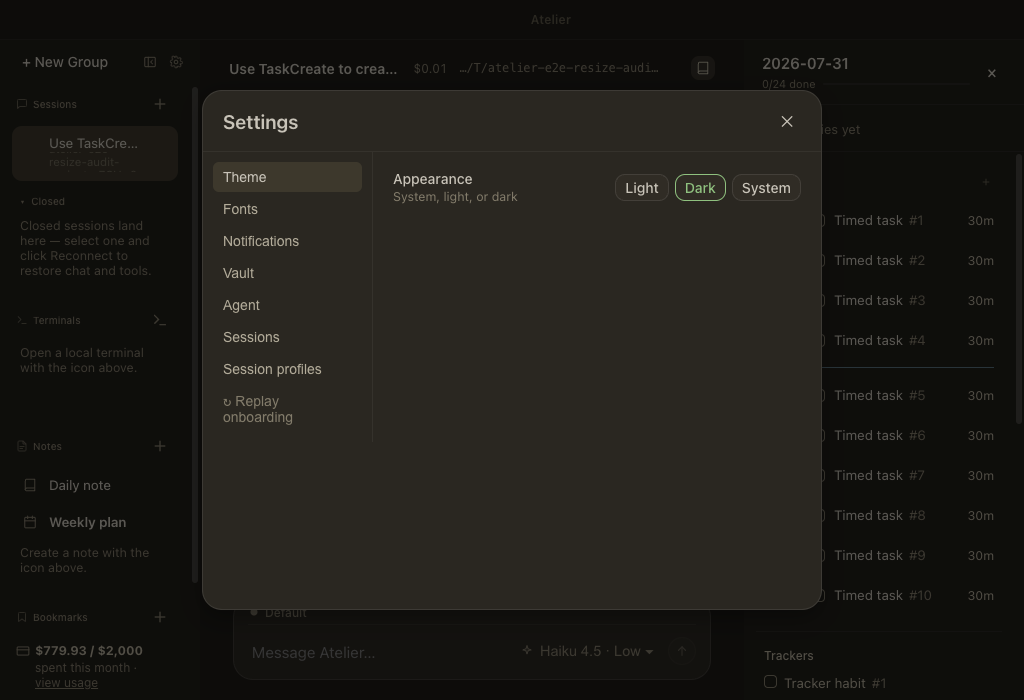 Atelier
+ New Group
Sessions
Use TaskCre...
resize-audit-
Closed
Closed sessions land
here — select one and
click Reconnect to
restore chat and tools.
Terminals
Open a local terminal
with the icon above.
Notes
Daily note
Weekly plan
Create a note with the
icon above.
Bookmarks
$779.93 / $2,000
spent this month ·
view usage
Use TaskCreate to crea... $0.01 …/T/atelier-e2e-resize-audi…
Settings
Theme
Fonts
Notifications
Vault
Agent
Sessions
Session profiles
↻ Replay
onboarding
Appearance
System, light, or dark
Light Dark System
Default
Message Atelier...
Haiku 4.5 · Low
2026-07-31
0/24 done
yet
Timed task #1 30m
Timed task #2 30m
Timed task #3 30m
Timed task #4 30m
Timed task #5 30m
Timed task #6 30m
Timed task #7 30m
Timed task #8 30m
Timed task #9 30m
Timed task #10 30m
Trackers
Tracker habit #1